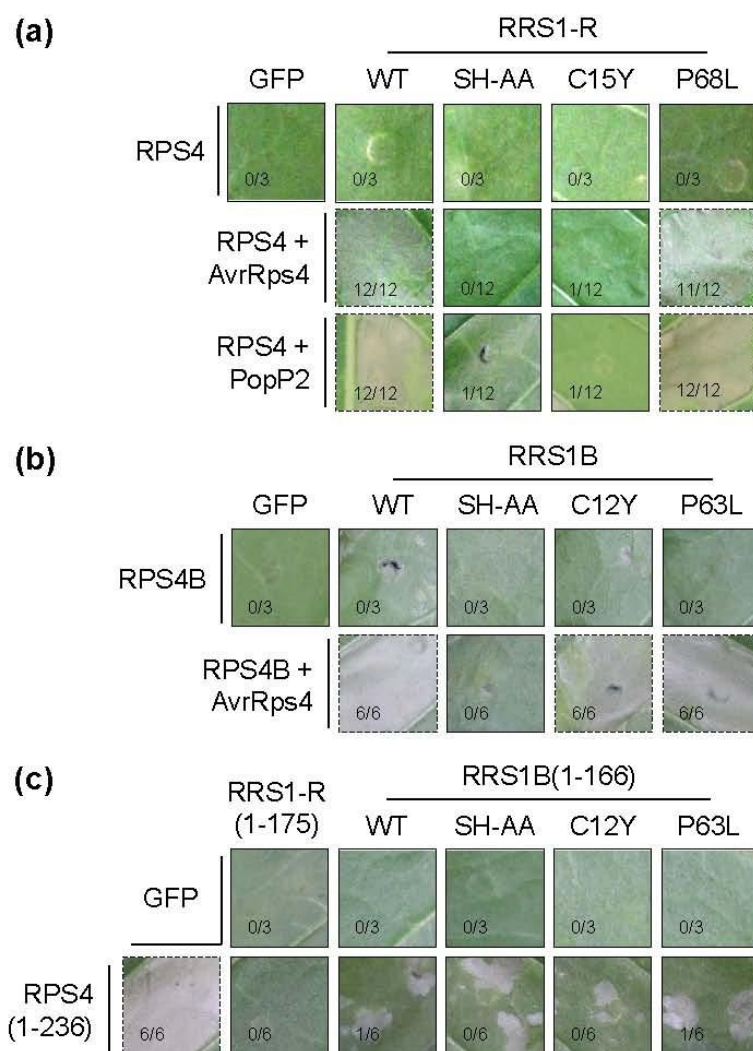 (a)
RRS1-R
GFP WT SH-AA C15Y P68L
RPS4
0/3 0/3 0/3 0/3 0/3
RPS4 +
AvrRps4
12/12 0/12 1/12 11/12
RPS4 +
PopP2
12/12 1/12 1/12 12/12
(b)
RRS1B
GFP WT SH-AA C12Y P63L
RPS4B
0/3 0/3 0/3 0/3 0/3
RPS4B +
AvrRps4
6/6 0/6 6/6 6/6
(c)
RRS1-R
(1-175)
RRS1B(1-166)
WT SH-AA C12Y P63L
GFP
0/3 0/3 0/3 0/3 0/3
RPS4
(1-236)
6/6 0/6 1/6 0/6 0/6 1/6